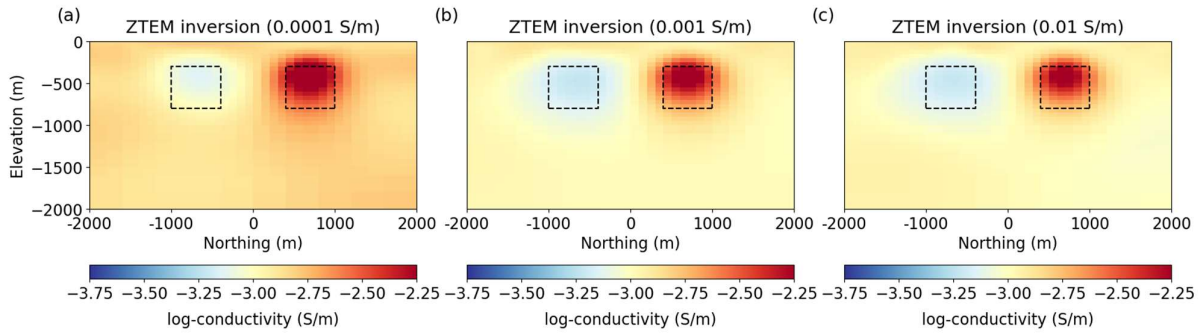 (a)
ZTEM inversion (0.0001 S/m)
(b)
ZTEM inversion (0.001 S/m)
(c)
ZTEM inversion (0.01 S/m)
Elevation (m)
0
−500
−1000
−1500
−2000
-2000 -1000 0 1000 2000
Northing (m)
-2000 -1000 0 1000 2000
Northing (m)
-2000 -1000 0 1000 2000
Northing (m)
−3.75 −3.50 −3.25 −3.00 −2.75 −2.50 −2.25
log-conductivity (S/m)
−3.75 −3.50 −3.25 −3.00 −2.75 −2.50 −2.25
log-conductivity (S/m)
−3.75 −3.50 −3.25 −3.00 −2.75 −2.50 −2.25
log-conductivity (S/m)